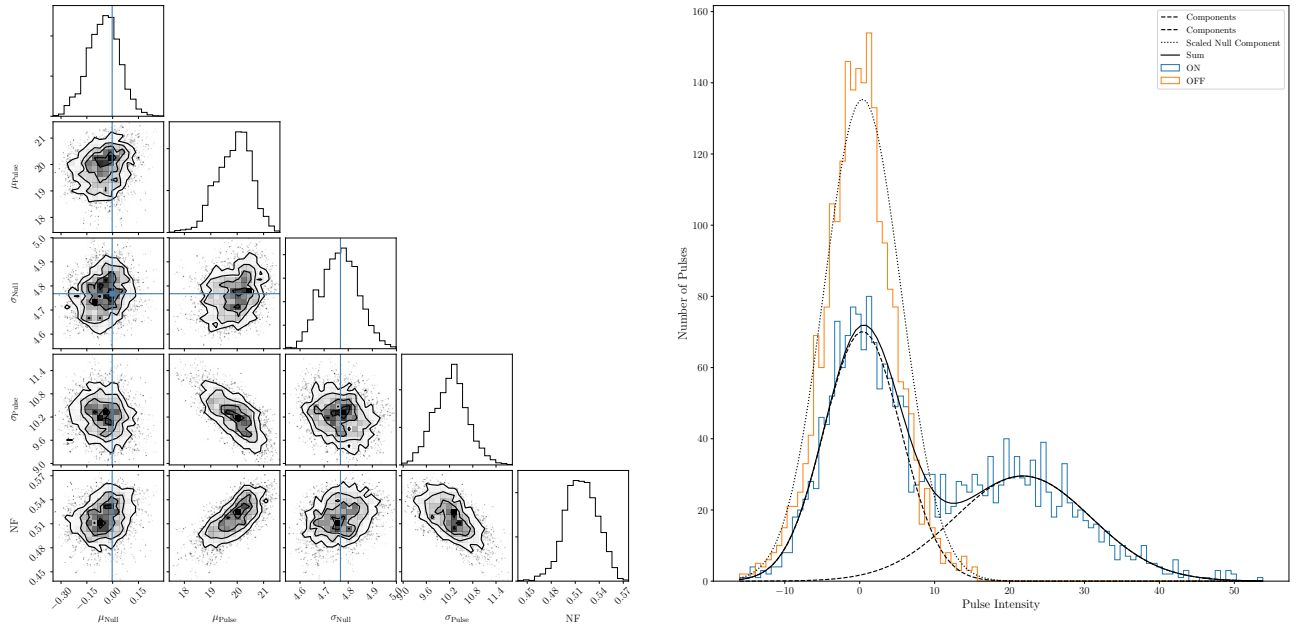 μPulse
21
20
19
18
σNull
5.0
4.9
4.8
4.7
4.6
σPulse
11.4
10.8
10.2
9.6
9.0
NF
0.57
0.54
0.51
0.48
0.45
−0.30 −0.15 0.00 0.15
μNull
18 19 20 21
μPulse
4.6 4.7 4.8 4.9 5.0
σNull
9.0 9.6 10.2 10.8 11.4
σPulse
0.45 0.48 0.51 0.54 0.57
NF
Components
Components
Scaled Null Component
Sum
ON
OFF
Number of Pulses
160
140
120
100
80
60
40
20
0
−10 0 10 20 30 40 50
Pulse Intensity